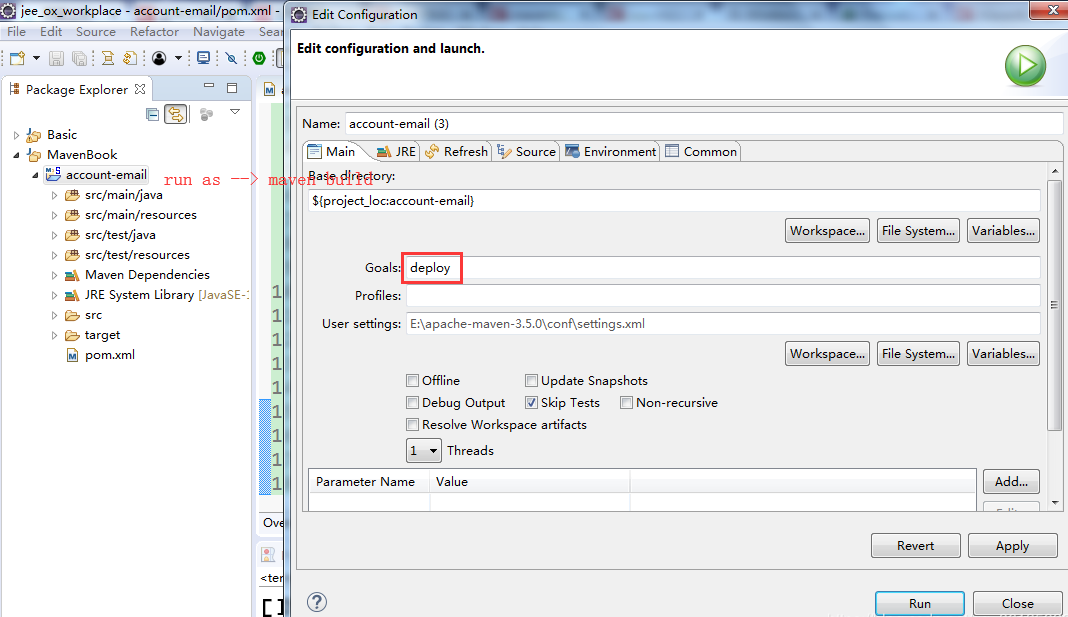 jee_ox_workplace - account-email/pom.xml -
File Edit Source Refactor Navigate
Package Explorer
Basic
MavenBook
account-email
run as --> maven build
src/main/java
src/main/resources
src/test/java
src/test/resources
Maven Dependencies
JRE System Library [JavaSE-1
src
target
pom.xml
Edit Configuration
Edit configuration and launch.
Name: account-email (3)
Main JRE Refresh Source Environment Common
Base directory:
${project_loc:account-email}
Workspace... File System... Variables...
Goals: deploy
Profiles:
User settings: E:\apache-maven-3.5.0\conf\settings.xml
Workspace... File System... Variables...
Offline Update Snapshots
Debug Output Skip Tests Non-recursive
Resolve Workspace artifacts
1 Threads
Parameter Name Value
Add...
Revert Apply
Run Close